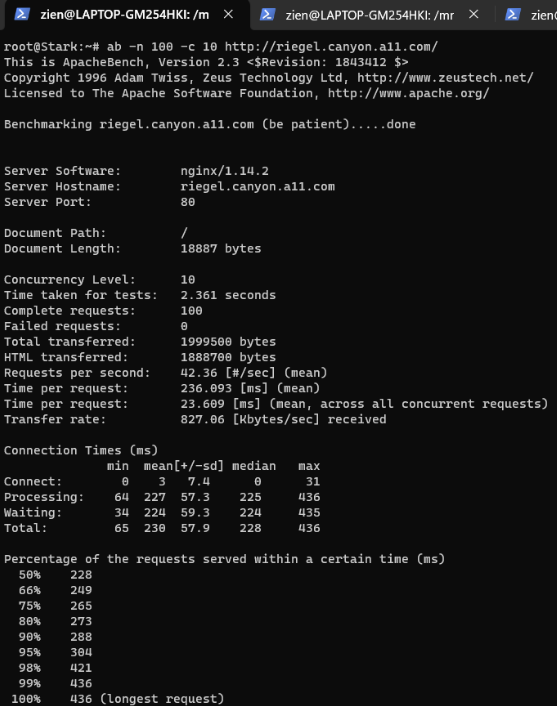 zien@LAPTOP-GM254HKI: /m zien@LAPTOP-GM254HKI: /mr zien
root@Stark:~# ab -n 100 -c 10 http://riegel.canyon.a11.com/
This is ApacheBench, Version 2.3 <$Revision: 1843412 $>
Copyright 1996 Adam Twiss, Zeus Technology Ltd, http://www.zeustech.net/
Licensed to The Apache Software Foundation, http://www.apache.org/
Benchmarking riegel.canyon.a11.com (be patient).....done
Server Software: nginx/1.14.2
Server Hostname: riegel.canyon.a11.com
Server Port: 80
Document Path: /
Document Length: 18887 bytes
Concurrency Level: 10
Time taken for tests: 2.361 seconds
Complete requests: 100
Failed requests: 0
Total transferred: 1999500 bytes
HTML transferred: 1888700 bytes
Requests per second: 42.36 [#/sec] (mean)
Time per request: 236.093 [ms] (mean)
Time per request: 23.609 [ms] (mean, across all concurrent requests)
Transfer rate: 827.06 [Kbytes/sec] received
Connection Times (ms)
min mean[+/-sd] median max
Connect: 0 3 7.4 0 31
Processing: 64 227 57.3 225 436
Waiting: 34 224 59.3 224 435
Total: 65 230 57.9 228 436
Percentage of the requests served within a certain time (ms)
50% 228
66% 249
75% 265
80% 273
90% 288
95% 304
98% 421
99% 436
100% 436 (longest request)